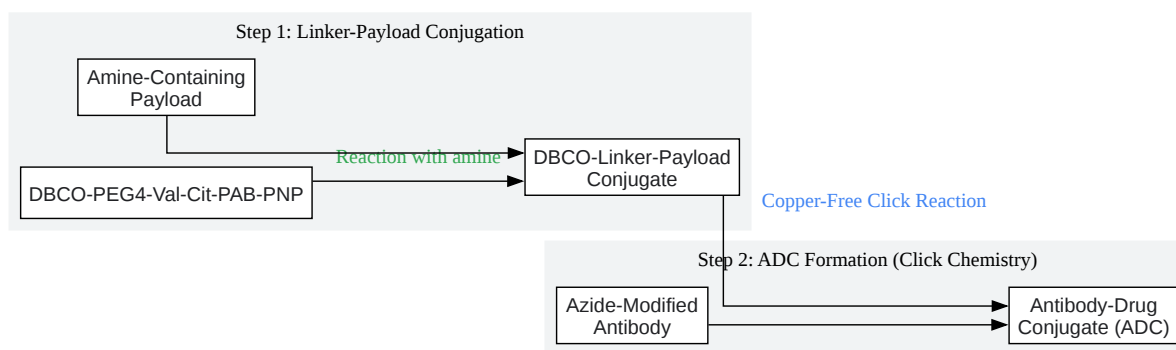 Step 1: Linker-Payload Conjugation
Amine-Containing
Payload
Reaction with amine
DBCO-Linker-Payload
Conjugate
DBCO-PEG4-Val-Cit-PAB-PNP
Copper-Free Click Reaction
Step 2: ADC Formation (Click Chemistry)
Azide-Modified
Antibody
Antibody-Drug
Conjugate (ADC)